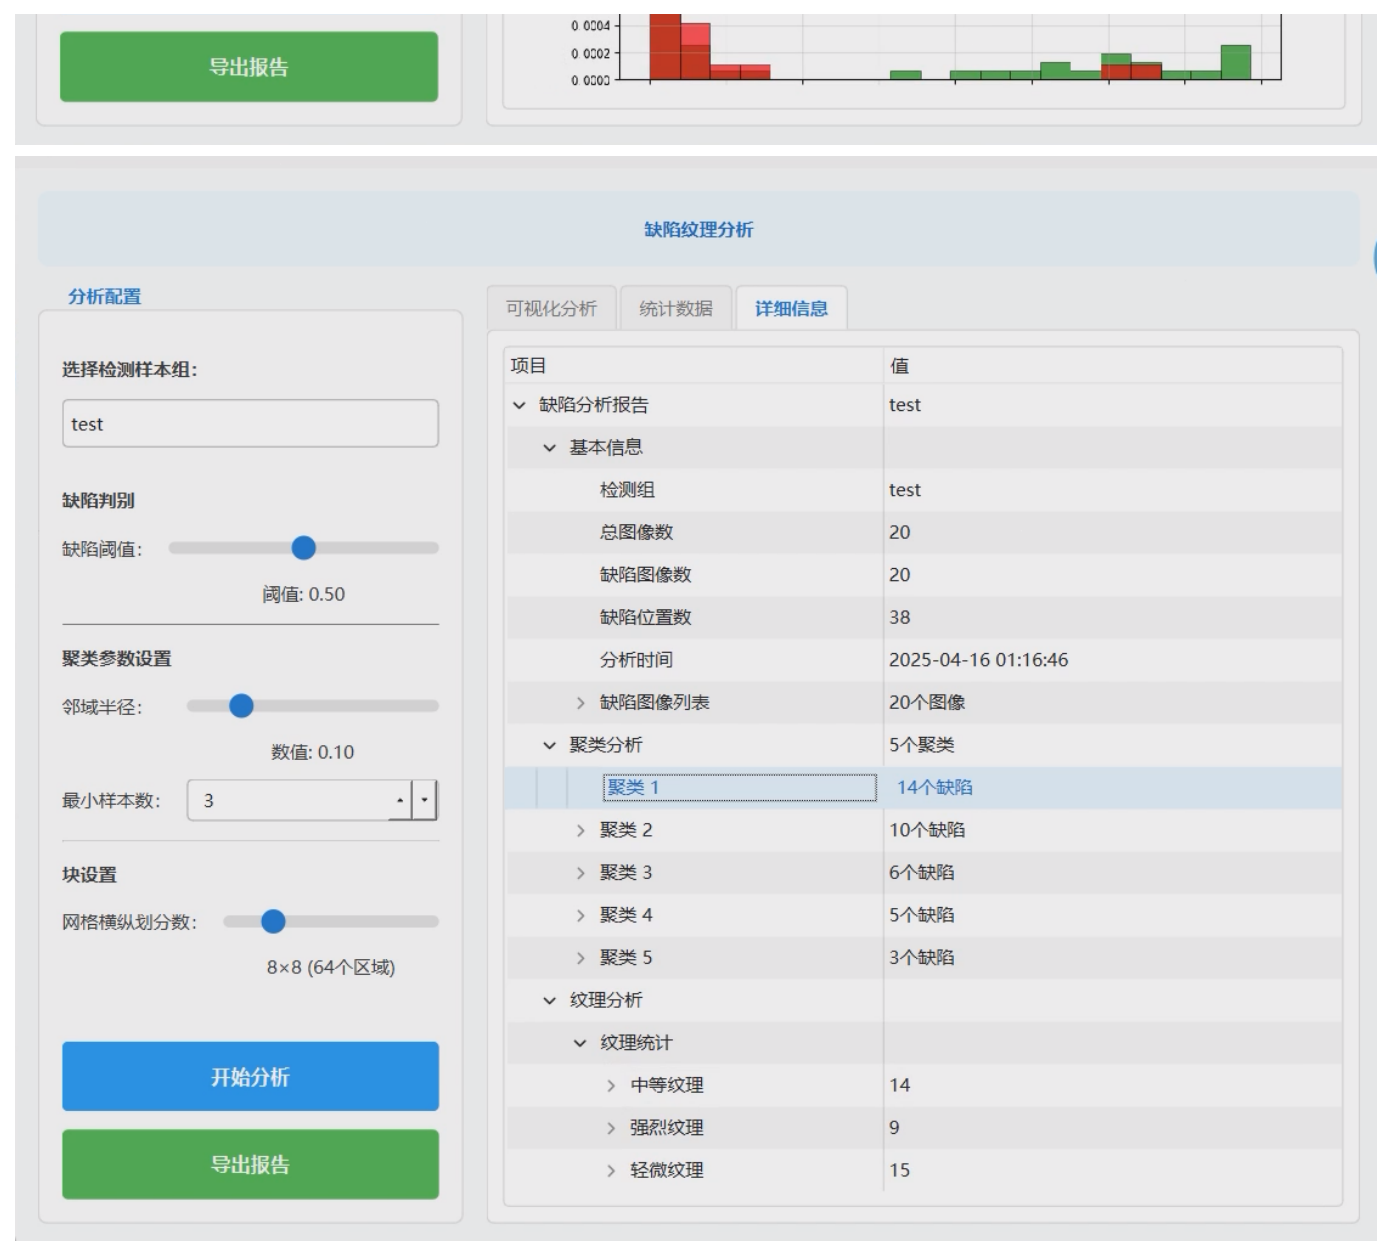 0.0004
导出报告
0.0002
0.0000
缺陷纹理分析
分析配置
可视化分析 统计数据 详细信息
选择检测样本组：
test
缺陷判别
缺陷阈值：
阈值: 0.50
聚类参数设置
邻域半径：
数值: 0.10
最小样本数： 3
块设置
网格横纵划分数：
8×8 (64个区域)
开始分析
导出报告
项目 值
缺陷分析报告 test
基本信息
检测组 test
总图像数 20
缺陷图像数 20
缺陷位置数 38
分析时间 2025-04-16 01:16:46
缺陷图像列表 20个图像
聚类分析 5个聚类
聚类 1 14个缺陷
聚类 2 10个缺陷
聚类 3 6个缺陷
聚类 4 5个缺陷
聚类 5 3个缺陷
纹理分析
纹理统计
中等纹理 14
强烈纹理 9
轻微纹理 15